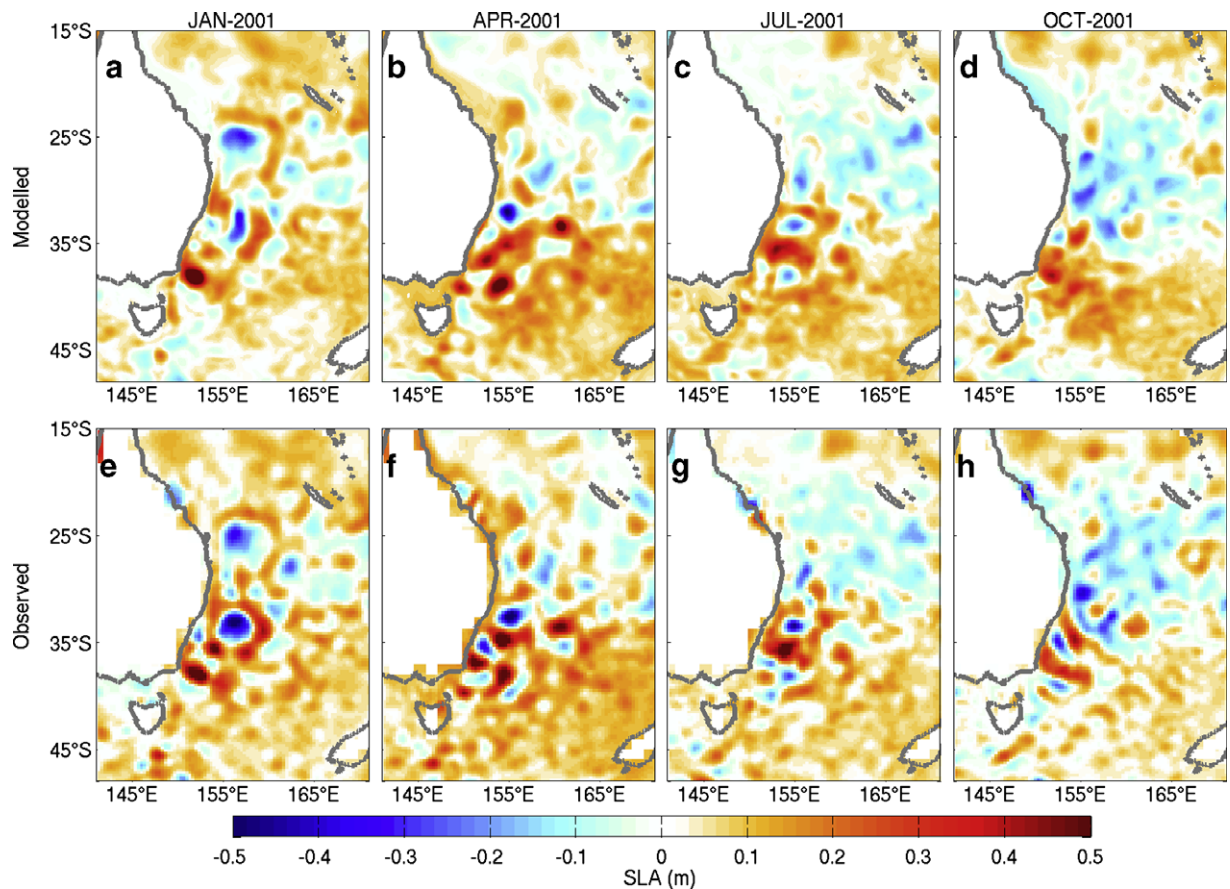 JAN-2001 APR-2001 JUL-2001 OCT-2001
15°S
a b c d
25°S
Modelled
35°S
45°S
145°E 155°E 165°E 145°E 155°E 165°E 145°E 155°E 165°E 145°E 155°E 165°E
15°S
e f g h
25°S
Observed
35°S
45°S
145°E 155°E 165°E 145°E 155°E 165°E 145°E 155°E 165°E 145°E 155°E 165°E
-0.5 -0.4 -0.3 -0.2 -0.1 0 0.1 0.2 0.3 0.4 0.5
SLA (m)